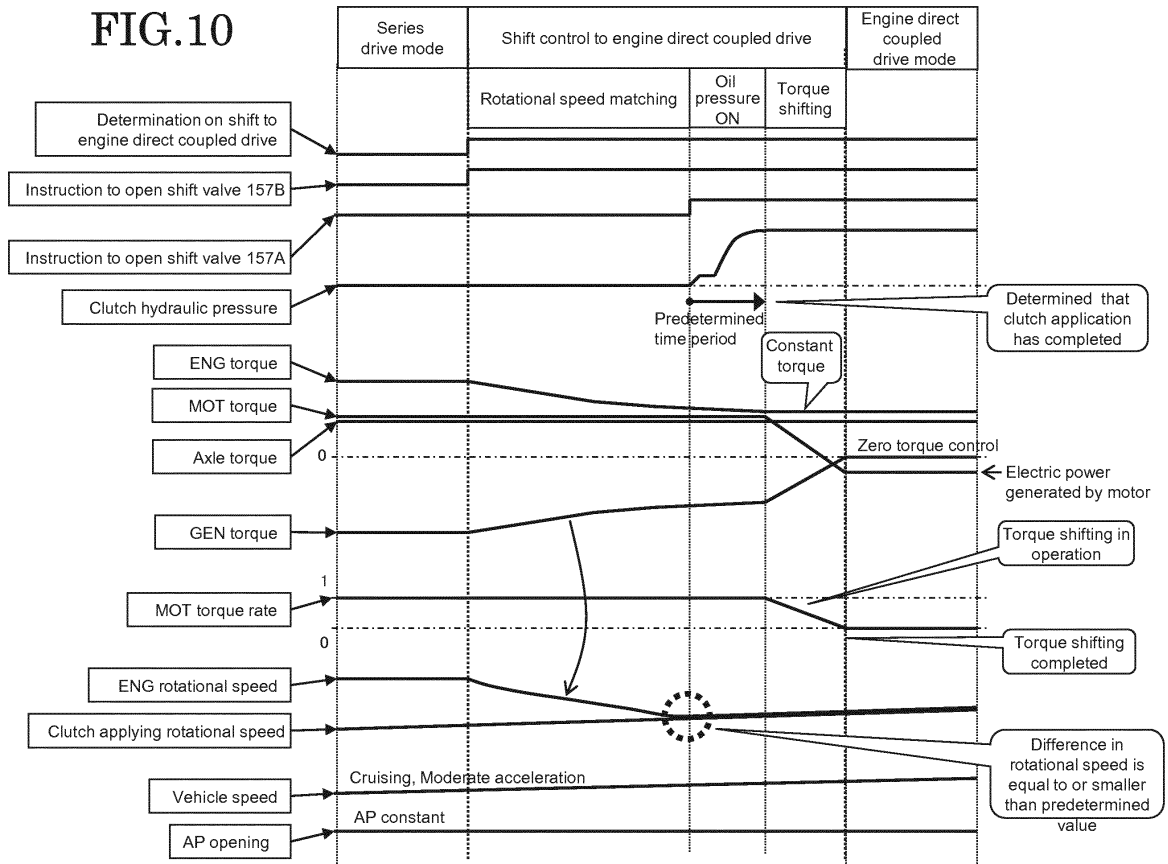 FIG.10
Series
drive mode
Shift control to engine direct coupled drive
Engine direct
coupled
drive mode
Rotational speed matching
Oil
pressure
ON
Torque
shifting
Determination on shift to
engine direct coupled drive
Instruction to open shift valve 157B
Instruction to open shift valve 157A
Clutch hydraulic pressure
Predetermined
time period
Determined that
clutch application
has completed
ENG torque
Constant
torque
MOT torque
Axle torque
0
Zero torque control
Electric power
generated by motor
GEN torque
Torque shifting in
operation
1
MOT torque rate
0
Torque shifting
completed
ENG rotational speed
Clutch applying rotational speed
Difference in
rotational speed is
equal to or smaller
than predetermined
value
Cruising, Moderate acceleration
Vehicle speed
AP constant
AP opening